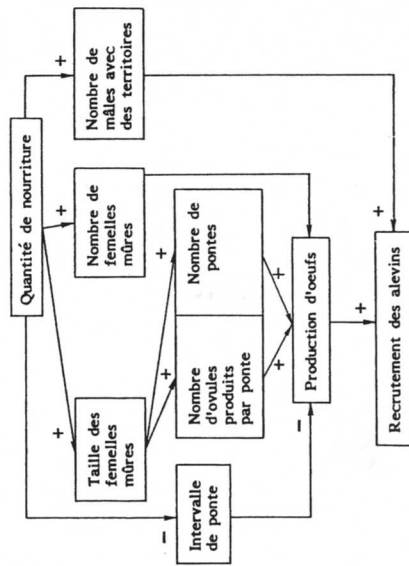 Quantité de nourriture
+
+
+
−
Taille des
femelles
mûres
Nombre de
femelles
mûres
Nombre de
mâles avec
des territoires
+
+
Intervalle
de ponte
Nombre
d'ovules
produits
par ponte
Nombre de
pontes
−
+
+
Production d'oeufs
+
+
Recrutement des alevins